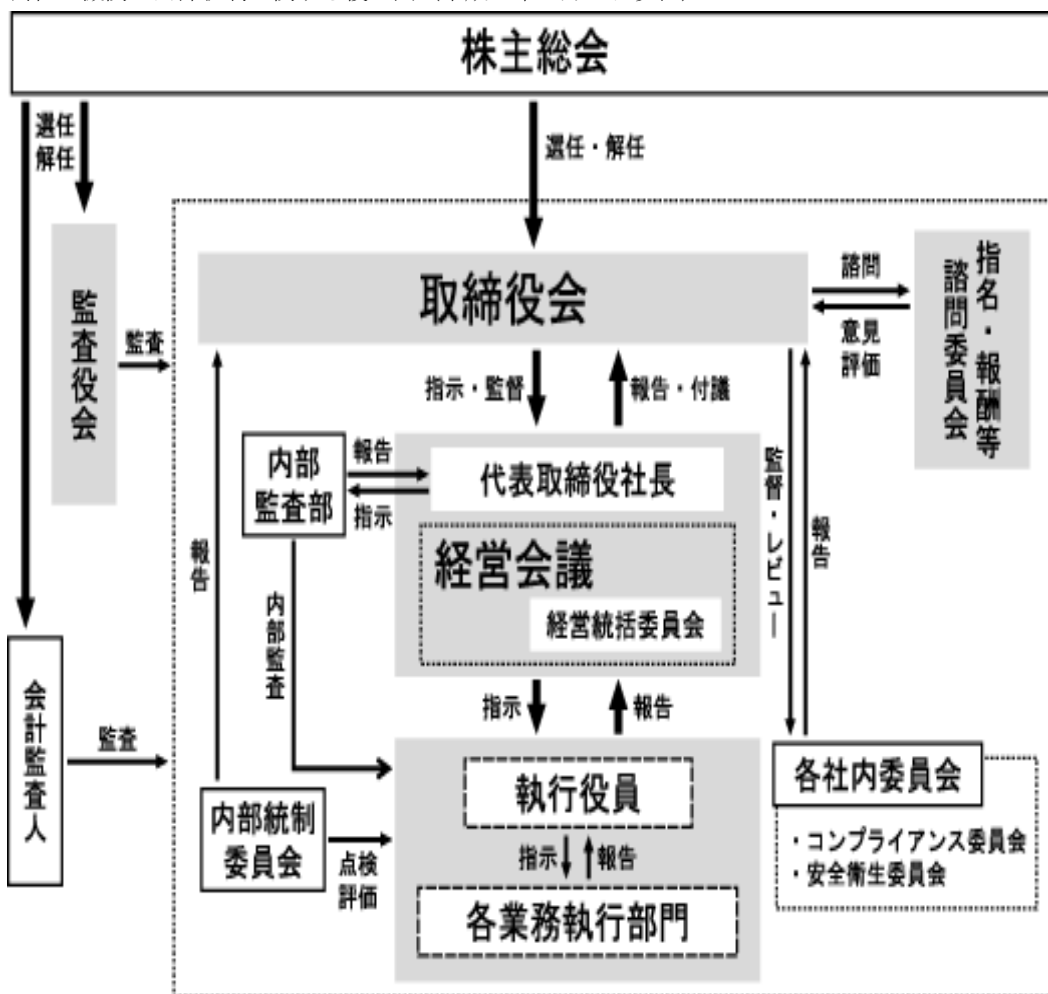 株主総会
選任
解任
選任・解任
取締役会
諮問
意見
評価
指名・報酬等
諮問委員会
監査役会
監査
指示・監督
報告・付議
内部
監査部
報告
指示
代表取締役社長
経営会議
経営統括委員会
監督・レビュー
報告
報告
内部監査
指示
報告
会計監査人
監査
執行役員
指示
報告
各業務執行部門
内部統制
委員会
点検
評価
各社内委員会
・コンプライアンス委員会
・安全衛生委員会